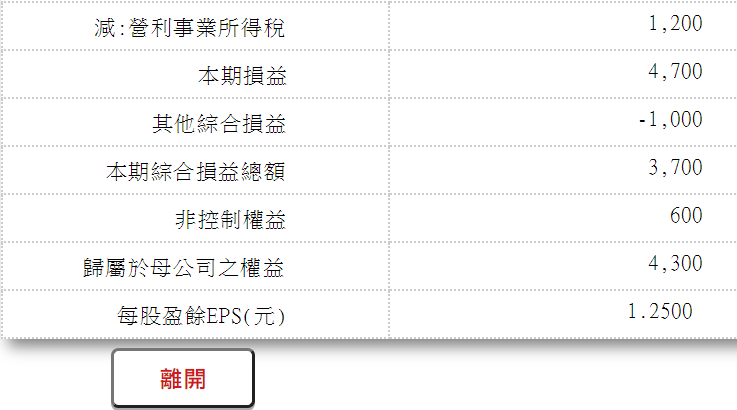 減:營利事業所得稅 1,200
本期損益 4,700
其他綜合損益 -1,000
本期綜合損益總額 3,700
非控制權益 600
歸屬於母公司之權益 4,300
每股盈餘EPS(元) 1.2500
離開